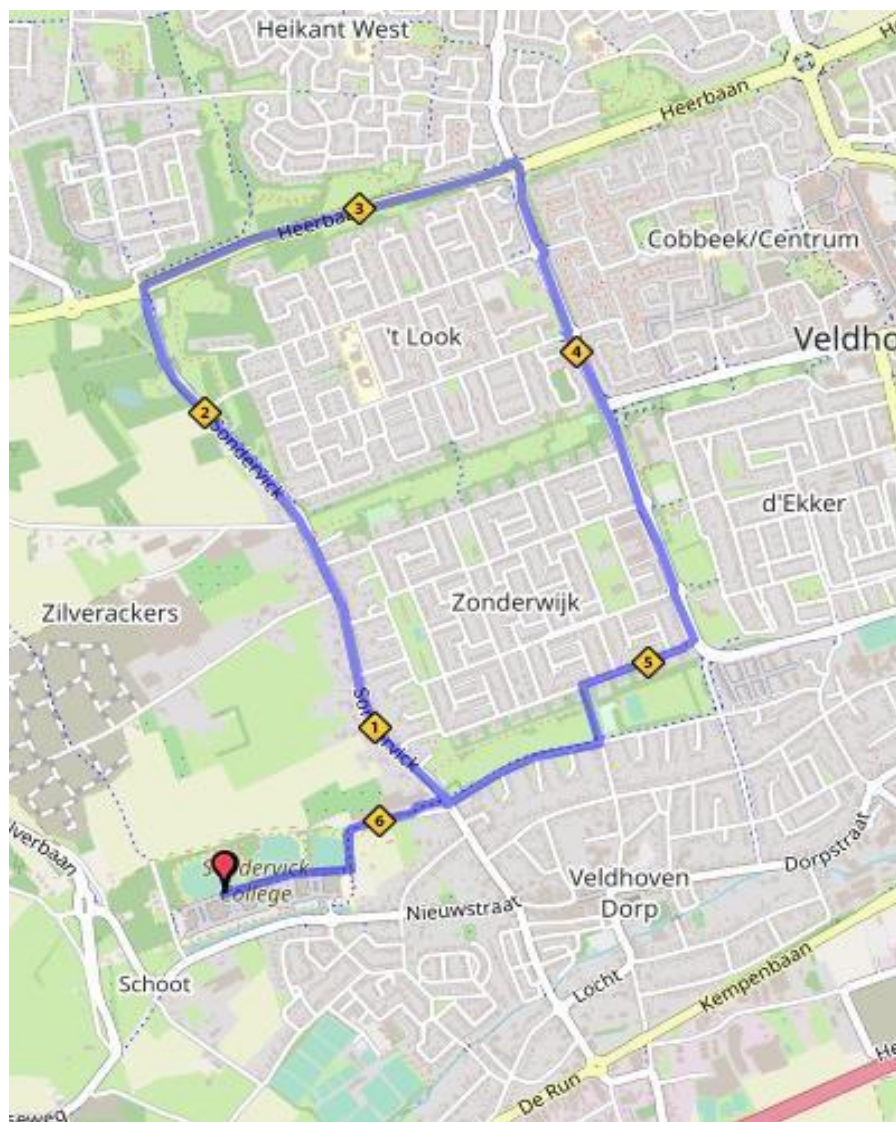 Heikant West
Heerbaan
3
Cobbeek/Centrum
't Look
4
Veldho
2
Sondervick
d'Ekker
Zilverackers
Zonderwijk
5
1
6
Sondervick
College
Dorpstraat
Veldhoven
Dorp
Nieuwstraat
Schoot
Locht
Kempenbaan
De Run